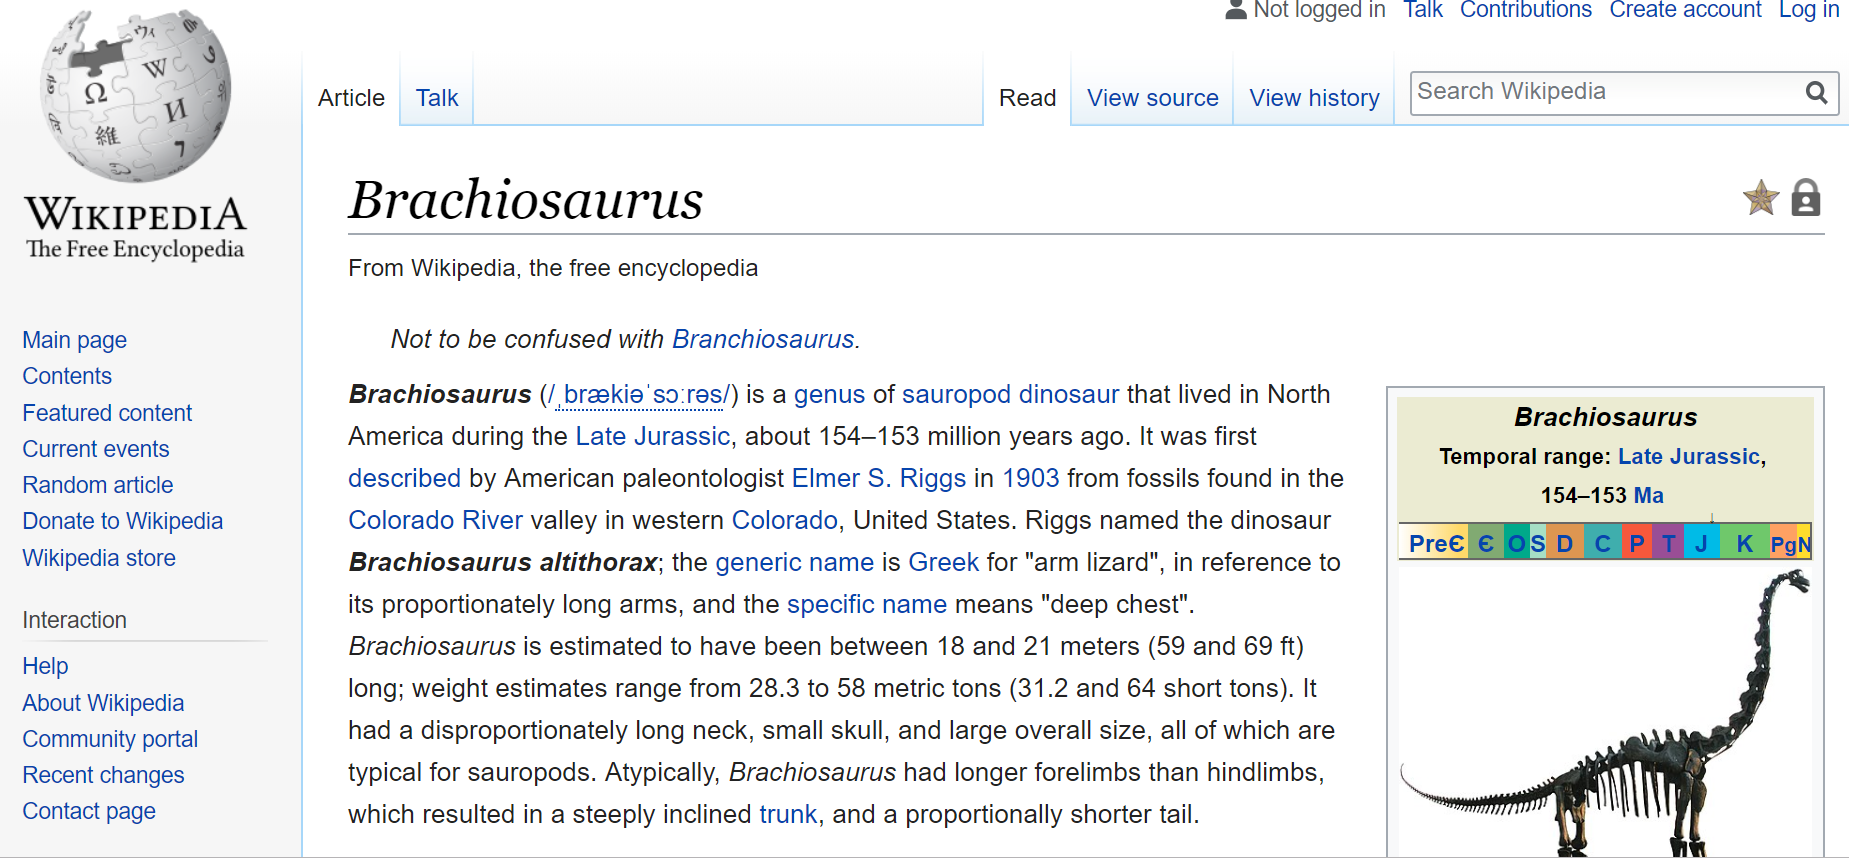 Not logged in Talk Contributions Create account Log in
Article Talk Read View source View history Search Wikipedia
Ω W И 維 ウィ
WIKIPEDIA
The Free Encyclopedia
Main page
Contents
Featured content
Current events
Random article
Donate to Wikipedia
Wikipedia store
Interaction
Help
About Wikipedia
Community portal
Recent changes
Contact page
Brachiosaurus
From Wikipedia, the free encyclopedia
Not to be confused with Branchiosaurus.
Brachiosaurus (/ˌbrækiəˈsɔːrəs/) is a genus of sauropod dinosaur that lived in North
America during the Late Jurassic, about 154–153 million years ago. It was first
described by American paleontologist Elmer S. Riggs in 1903 from fossils found in the
Colorado River valley in western Colorado, United States. Riggs named the dinosaur
Brachiosaurus altithorax; the generic name is Greek for "arm lizard", in reference to
its proportionately long arms, and the specific name means "deep chest".
Brachiosaurus is estimated to have been between 18 and 21 meters (59 and 69 ft)
long; weight estimates range from 28.3 to 58 metric tons (31.2 and 64 short tons). It
had a disproportionately long neck, small skull, and large overall size, all of which are
typical for sauropods. Atypically, Brachiosaurus had longer forelimbs than hindlimbs,
which resulted in a steeply inclined trunk, and a proportionally shorter tail.
Brachiosaurus
Temporal range: Late Jurassic,
154–153 Ma
↓
PreꞒ Ꞓ O S D C P T J K Pg N